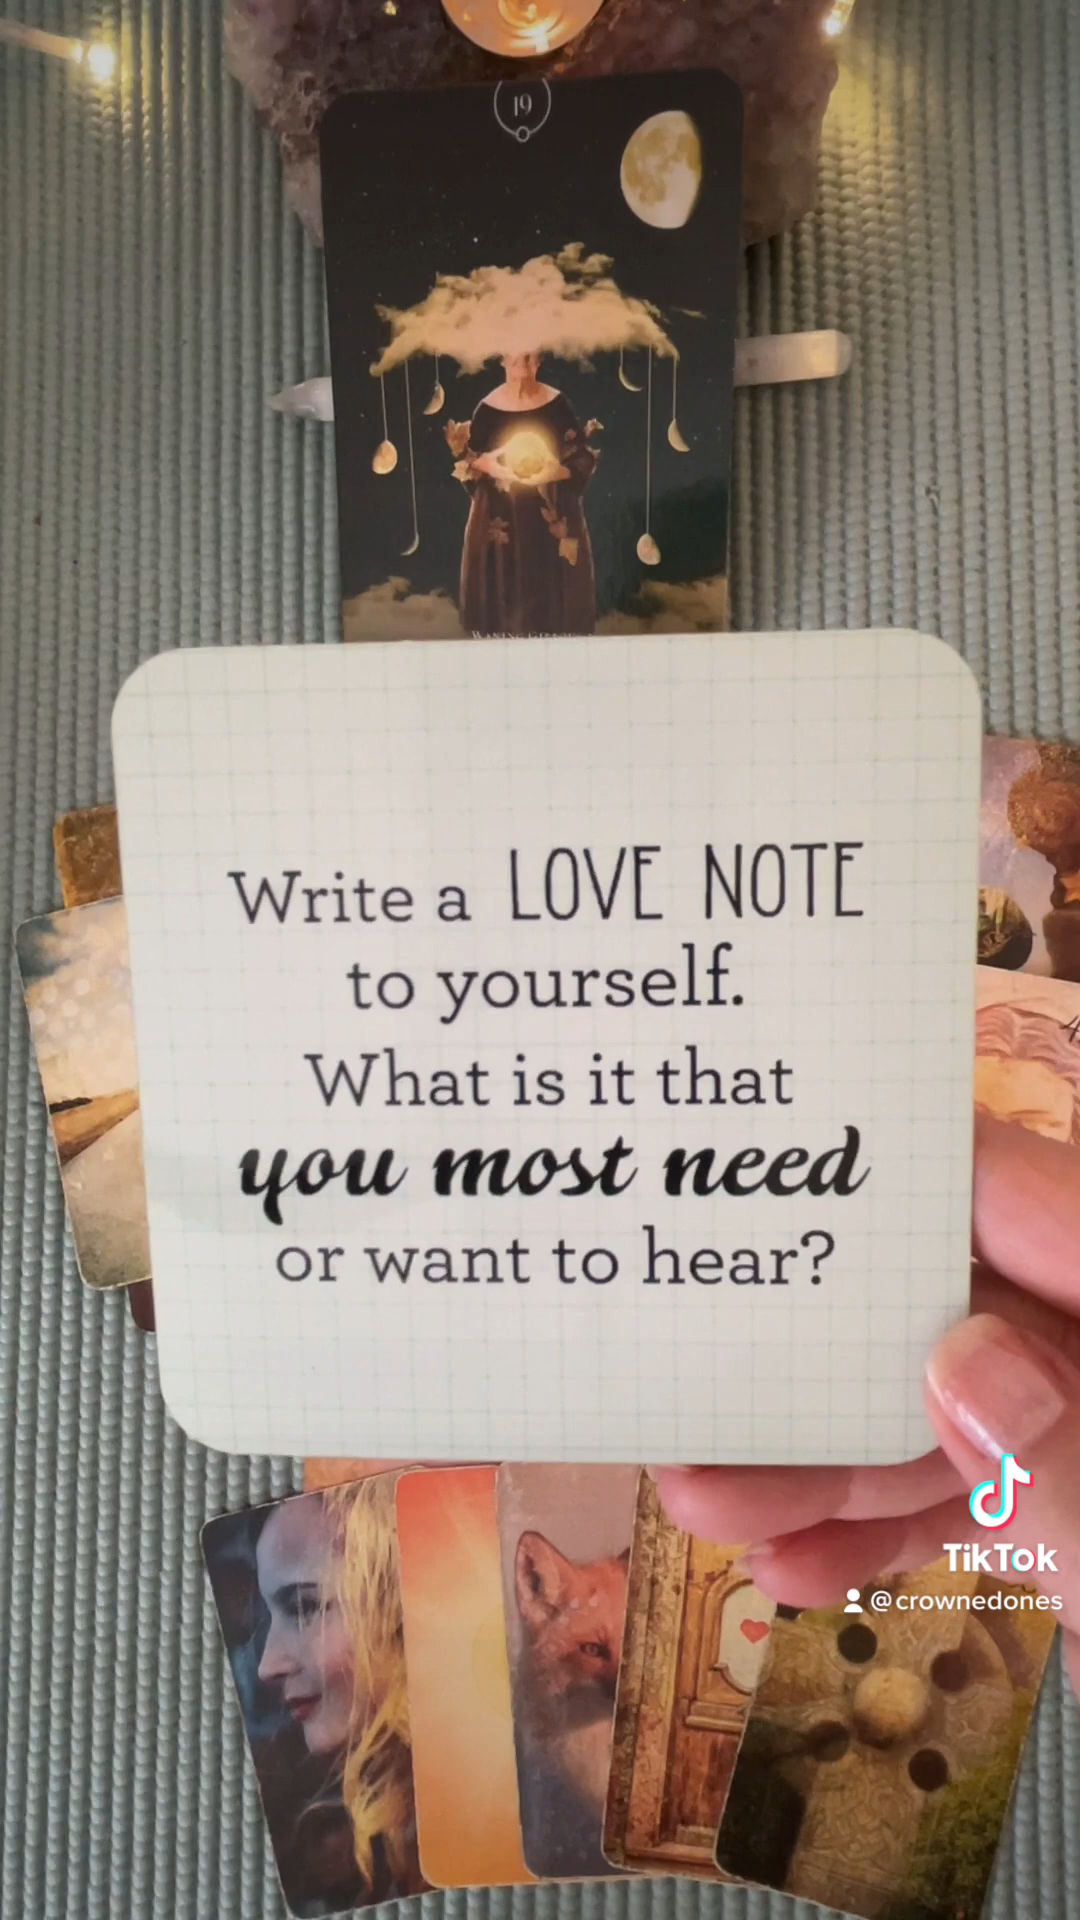 19
Write a LOVE NOTE
to yourself.
What is it that
you most need
or want to hear?
TikTok
@crownedones